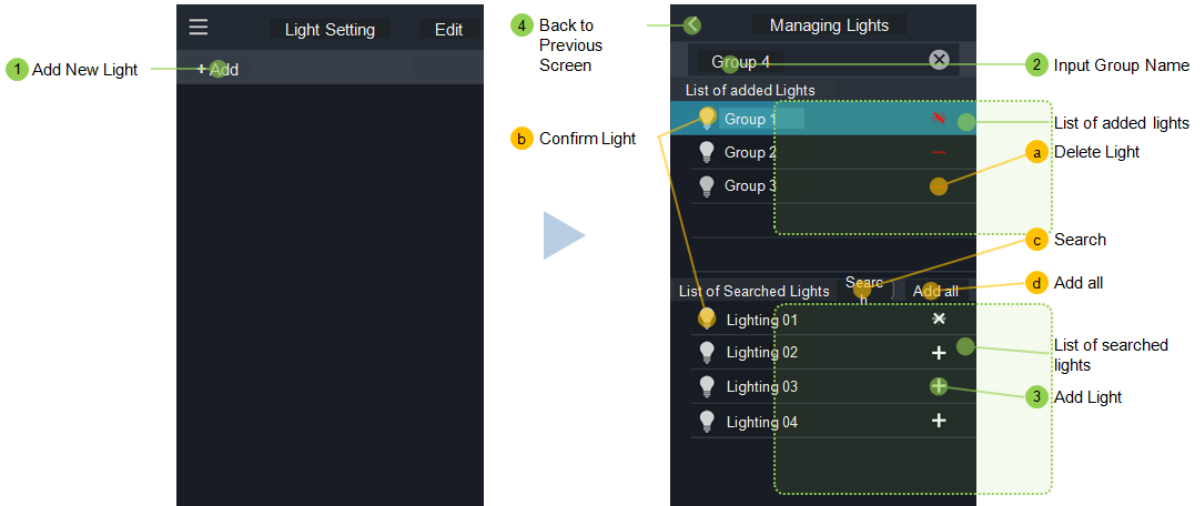 Light Setting
Edit
1 Add New Light
+ Add
4 Back to
Previous
Screen
b Confirm Light
Managing Lights
Group 4
2 Input Group Name
List of added Lights
Group 1
List of added lights
Group 2
a Delete Light
Group 3
c Search
List of Searched Lights
Searc
h
Add all
d Add all
Lighting 01
Lighting 02
List of searched
lights
Lighting 03
3 Add Light
Lighting 04